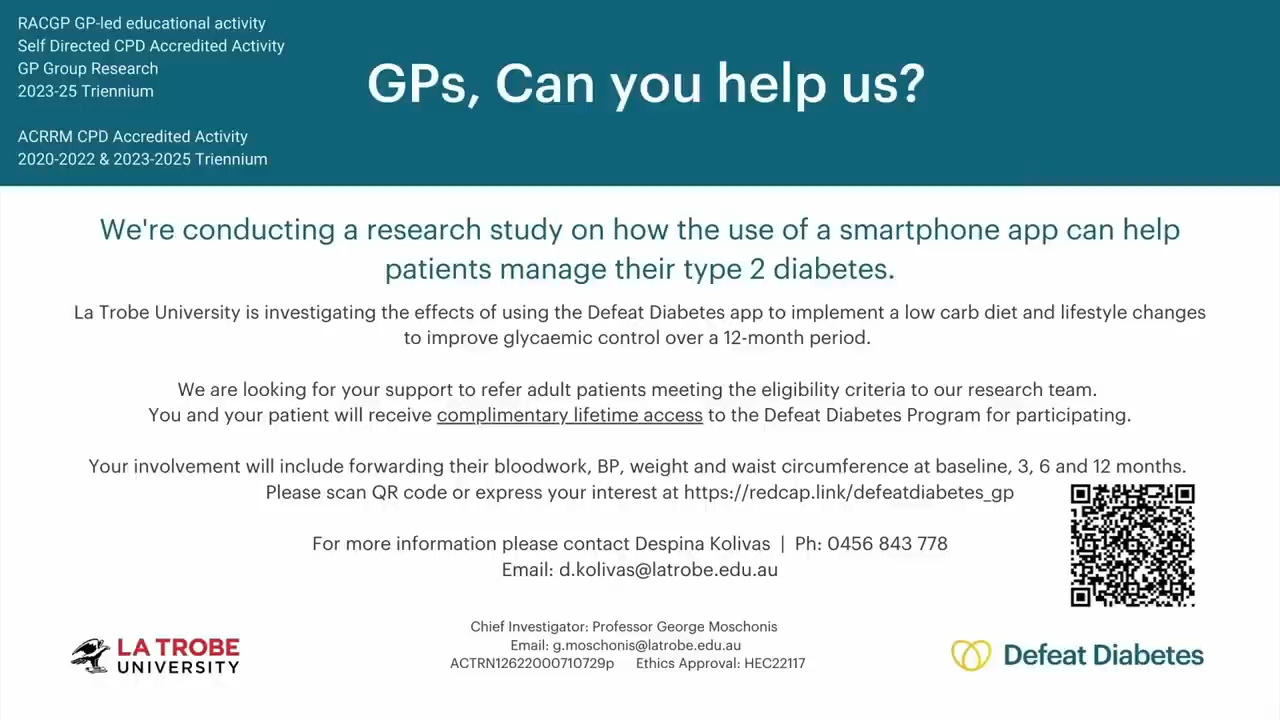 RACGP GP-led educational activity
Self Directed CPD Accredited Activity
GP Group Research
2023-25 Triennium
ACRRM CPD Accredited Activity
2020-2022 & 2023-2025 Triennium
GPs, Can you help us?
We're conducting a research study on how the use of a smartphone app can help
patients manage their type 2 diabetes.
La Trobe University is investigating the effects of using the Defeat Diabetes app to implement a low carb diet and lifestyle changes
to improve glycaemic control over a 12-month period.
We are looking for your support to refer adult patients meeting the eligibility criteria to our research team.
You and your patient will receive complimentary lifetime access to the Defeat Diabetes Program for participating.
Your involvement will include forwarding their bloodwork, BP, weight and waist circumference at baseline, 3, 6 and 12 months.
Please scan QR code or express your interest at https://redcap.link/defeatdiabetes_gp
For more information please contact Despina Kolivas | Ph: 0456 843 778
Email: d.kolivas@latrobe.edu.au
Chief Investigator: Professor George Moschonis
Email: g.moschonis@latrobe.edu.au
ACTRN12622000710729p Ethics Approval: HEC22117
LA TROBE
UNIVERSITY
Defeat Diabetes